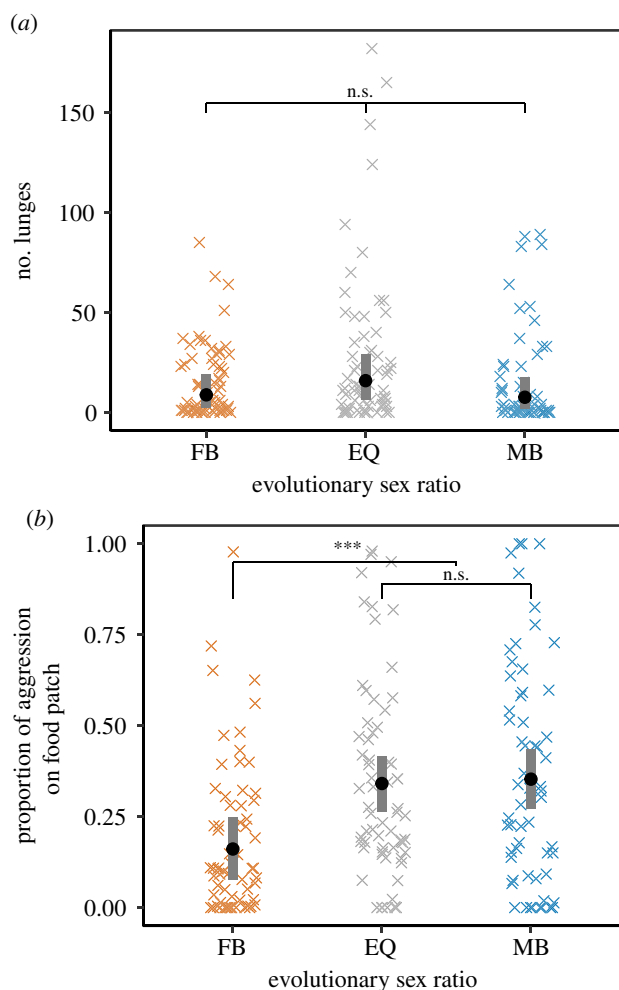 (a)
no. lunges
150
100
50
0
n.s.
FB EQ MB
evolutionary sex ratio
(b)
proportion of aggression
on food patch
1.00
0.75
0.50
0.25
0.00
***
n.s.
FB EQ MB
evolutionary sex ratio